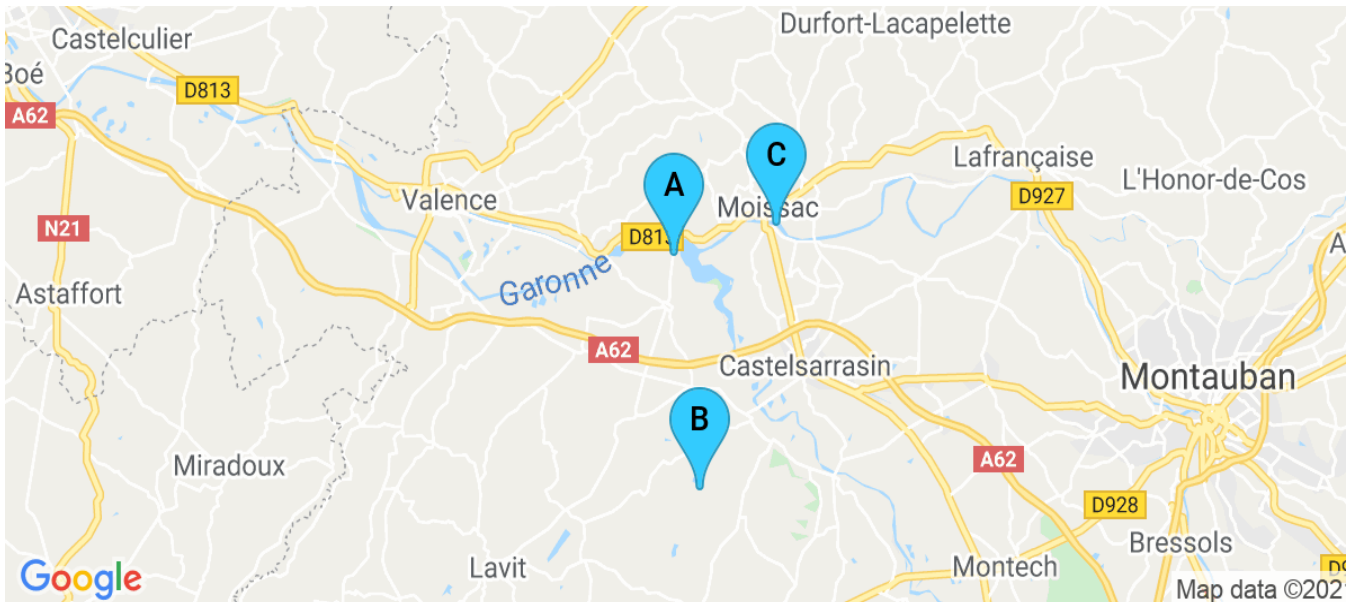 Durfort-Lacapelette
Castelculier
Boé
D813
A62
Lafrançaise
C
L'Honor-de-Cos
A
D927
Valence
Moissac
N21
D813
A
Garonne
Astaffort
A62
Castelsarrasin
Montauban
B
Miradoux
A62
D928
Bressols
Lavit
Montech
Google
Map data ©202